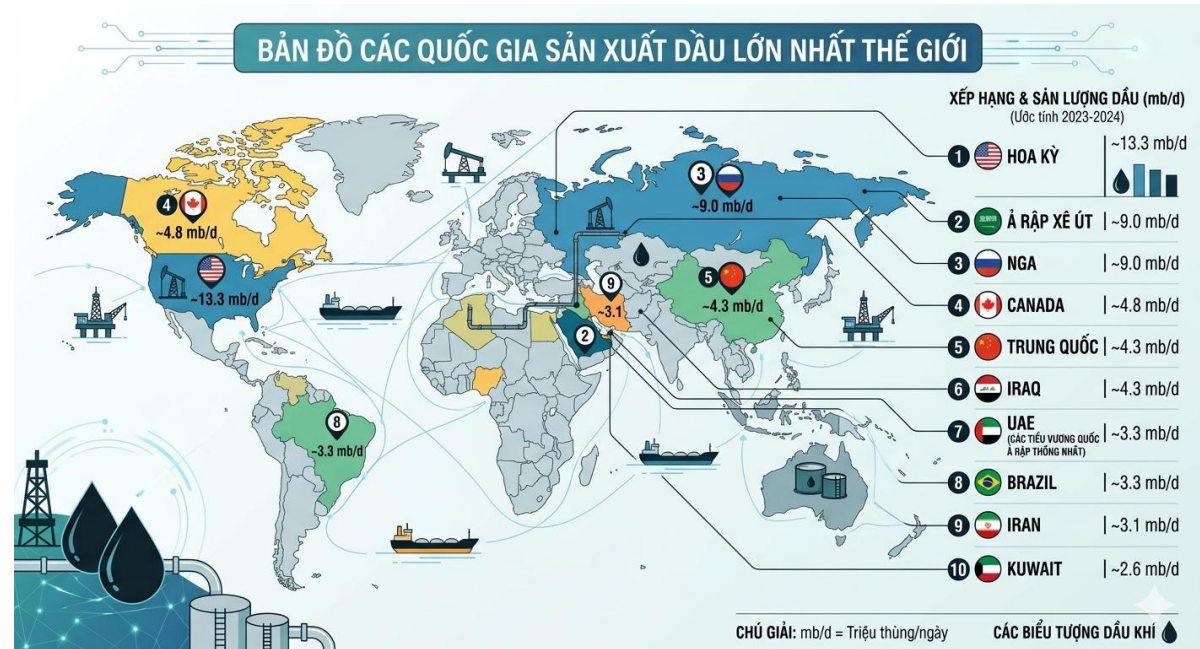 BẢN ĐỒ CÁC QUỐC GIA SẢN XUẤT DẦU LỚN NHẤT THẾ GIỚI
XẾP HẠNG & SẢN LƯỢNG DẦU (mb/d)
(Ước tính 2023-2024)
1 HOA KỲ ~13.3 mb/d
2 Ả RẬP XÊ ÚT ~9.0 mb/d
3 NGA ~9.0 mb/d
4 CANADA ~4.8 mb/d
5 TRUNG QUỐC ~4.3 mb/d
6 IRAQ ~4.3 mb/d
7 UAE ~3.3 mb/d
(CÁC TIỂU VƯƠNG QUỐC
Ả RẬP THỐNG NHẤT)
8 BRAZIL ~3.3 mb/d
9 IRAN ~3.1 mb/d
10 KUWAIT ~2.6 mb/d
4
~4.8 mb/d
~13.3 mb/d
3
~9.0 mb/d
5
~4.3 mb/d
9
~3.1
2
8
~3.3 mb/d
CHÚ GIẢI: mb/d = Triệu thùng/ngày
CÁC BIỂU TƯỢNG DẦU KHÍ